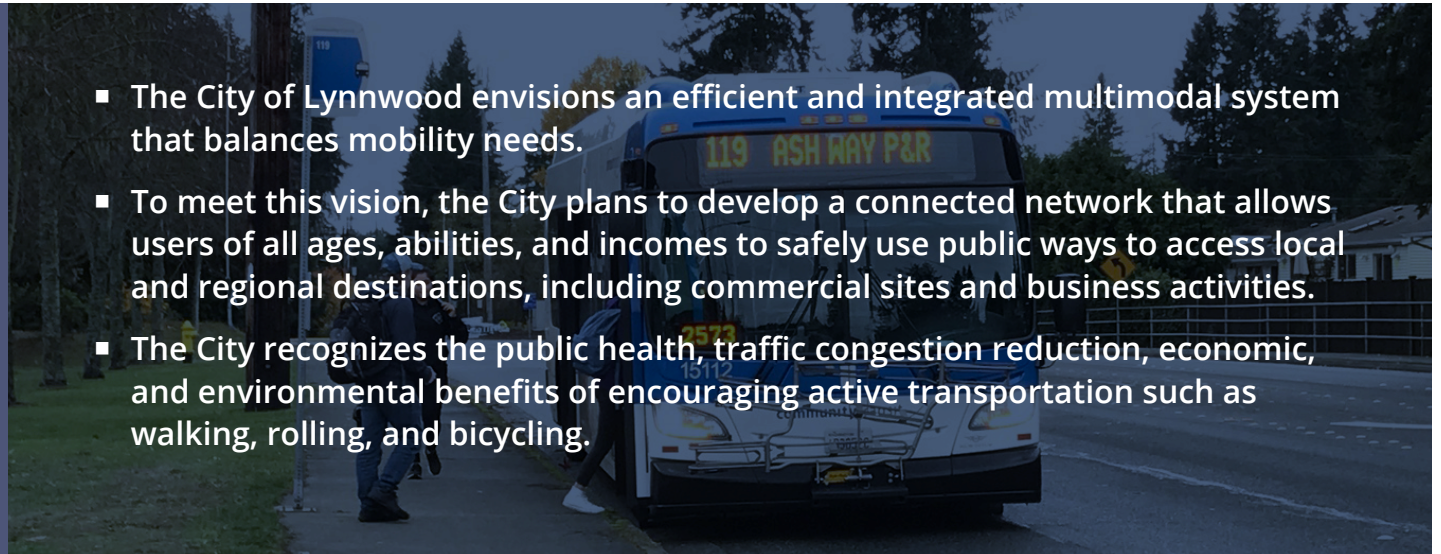 119
■ The City of Lynnwood envisions an efficient and integrated multimodal system
that balances mobility needs.
119 ASH WAY P&R
■ To meet this vision, the City plans to develop a connected network that allows
users of all ages, abilities, and incomes to safely use public ways to access local
and regional destinations, including commercial sites and business activities.
2573
■ The City recognizes the public health, traffic congestion reduction, economic,
15112
and environmental benefits of encouraging active transportation such as
community transit
walking, rolling, and bicycling.